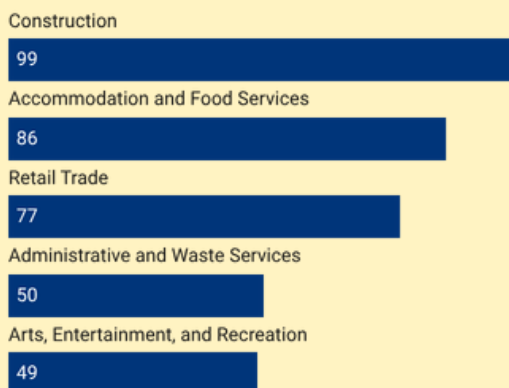 Construction
99
Accommodation and Food Services
86
Retail Trade
77
Administrative and Waste Services
50
Arts, Entertainment, and Recreation
49